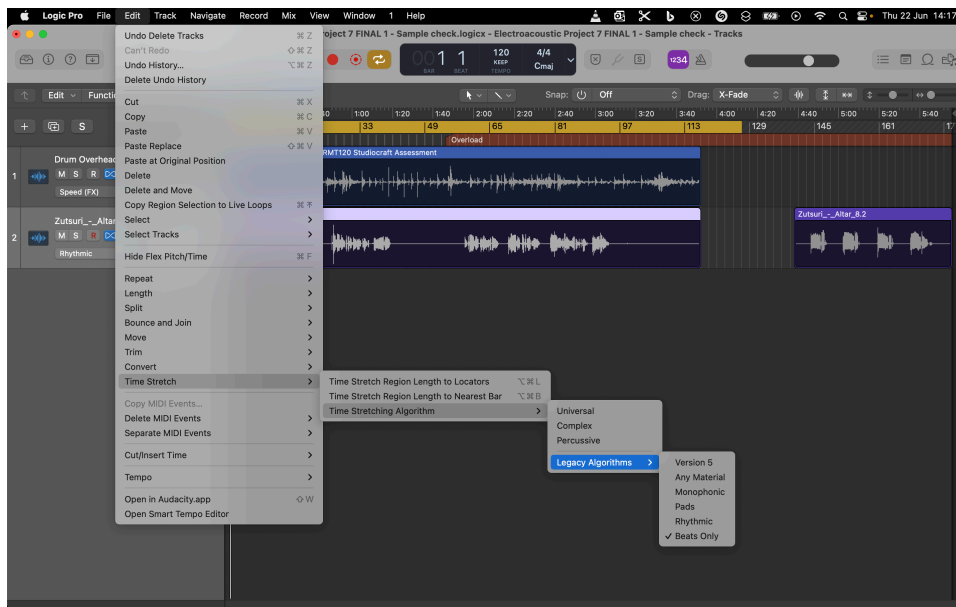 Logic Pro File Edit Track Navigate Record Mix View Window 1 Help Thu 22 Jun 14:17
oject 7 FINAL 1 - Sample check.logicx - Electroacoustic Project 7 FINAL 1 - Sample check - Tracks
001 1 120 4/4
KEEP Cmaj
BAR BEAT TEMPO
S 1234
Edit Functi Snap: Off Drag: X-Fade
S
1:00 1:20 1:40 2:00 2:20 2:40 3:00 3:20 3:40 4:00 4:20 4:40 5:00 5:20 5:40
33 49 65 81 97 113 129 145 161
Overload
RMT120 Studiocraft Assessment
Drum Overhead
1 M S R
Speed (FX)
Zutsuri_-_Altar_8.2
Zutsuri_-_Altar
2 M S R
Rhythmic
Undo Delete Tracks ⌘ Z
Can't Redo ⇧ ⌘ Z
Undo History... ⌥ ⌘ Z
Delete Undo History
Cut ⌘ X
Copy ⌘ C
Paste ⌘ V
Paste Replace ⇧ ⌘ V
Paste at Original Position
Delete
Delete and Move
Copy Region Selection to Live Loops ⌘ ⇞
Select
Select Tracks
Hide Flex Pitch/Time ⌘ F
Repeat
Length
Split
Bounce and Join
Move
Trim
Convert
Time Stretch
Copy MIDI Events...
Delete MIDI Events
Separate MIDI Events
Cut/Insert Time
Tempo
Open in Audacity.app ⇧ W
Open Smart Tempo Editor
Time Stretch Region Length to Locators ⌥ ⌘ L
Time Stretch Region Length to Nearest Bar ⌥ ⌘ B
Time Stretching Algorithm
Universal
Complex
Percussive
Legacy Algorithms
Version 5
Any Material
Monophonic
Pads
Rhythmic
✓ Beats Only